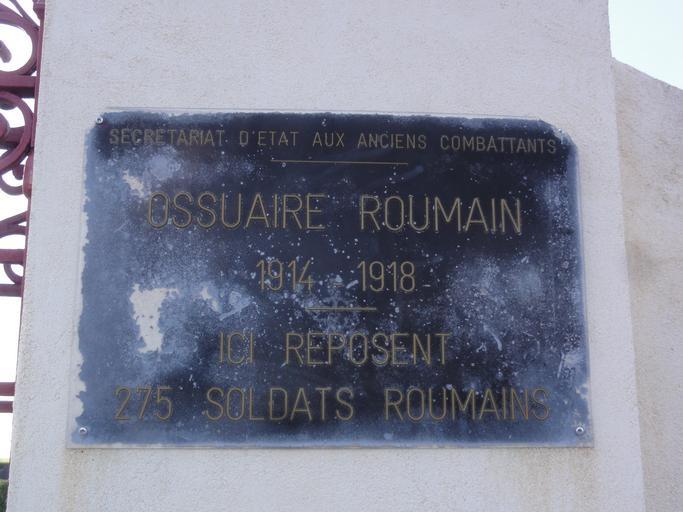 SECRETARIAT D'ETAT AUX ANCIENS COMBATTANTS
OSSUAIRE ROUMAIN
1914 - 1918
ICI REPOSENT
275 SOLDATS ROUMAINS